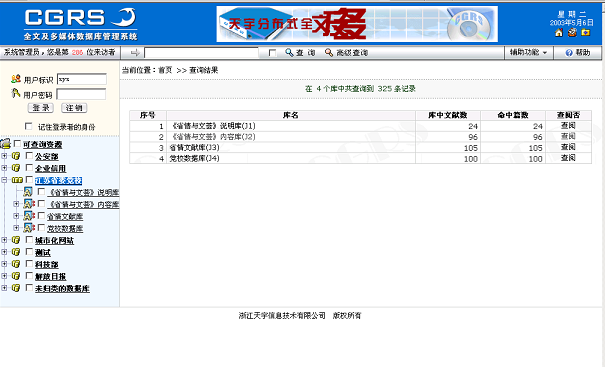 CGRS
全文及多媒体数据库管理系统
天宇分布式全文
星期二
2003年5月6日
系统管理员，您是第 286 位来访者
查询
高级查询
辅助功能
帮助
用户标识 xyx
用户密码
登录
注销
记住登录者的身份
当前位置：首页 >> 查询结果
在 4 个库中共查询到 325 条记录
序号 库名 库中文献数 命中篇数 查阅否
1 《省情与文荟》说明库(J1) 24 24 查阅
2 《省情与文荟》内容库(J2) 96 96 查阅
3 省情文献库(J3) 105 105 查阅
4 党校数据库(J4) 100 100 查阅
可查询资源
公安部
企业信用
江苏省委党校
《省情与文荟》说明库
《省情与文荟》内容库
省情文献库
党校数据库
城市化网站
测试
科技部
解放日报
未归类的数据库
浙江天宇信息技术有限公司 版权所有